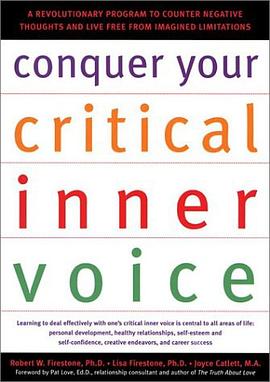 A REVOLUTIONARY PROGRAM TO COUNTER NEGATIVE
THOUGHTS AND LIVE FREE FROM IMAGINED LIMITATIONS
conquer your
critical
inner
voice
Learning to deal effectively with one's critical inner voice is central to all areas of life:
personal development, healthy relationships, self-esteem and
self-confidence, creative endeavors, and career success
Robert W. Firestone, Ph.D. • Lisa Firestone, Ph.D. • Joyce Catlett, M.A.
Foreword by Pat Love, Ed.D., relationship consultant and author of The Truth About Love